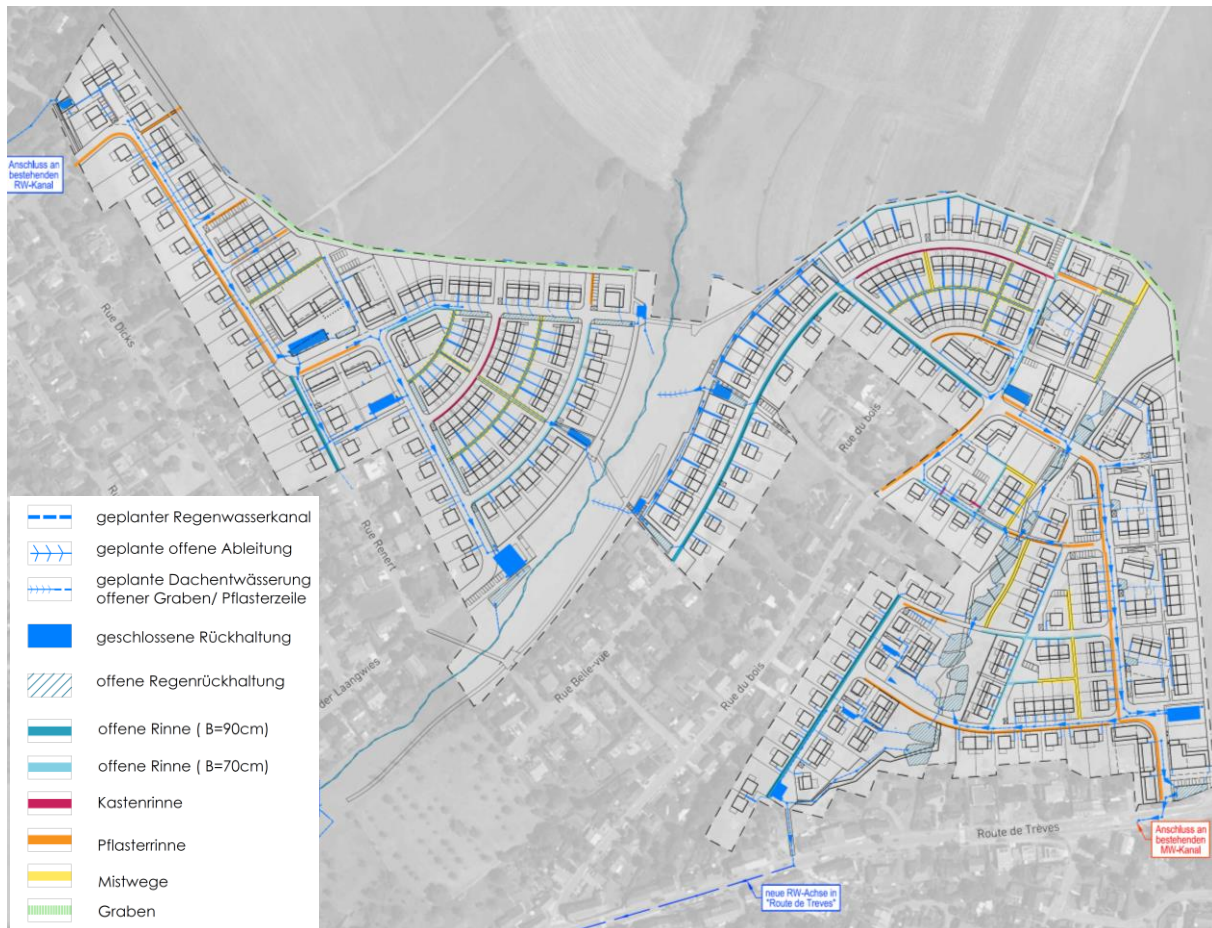 Anschluss an
bestehenden
RW-Kanal
Rue Dicks
Rue Rener
der Laangwies
Rue Belle-vue
Rue du bois
Rue du bois
Route de Trèves
Anschluss an
bestehenden
MW-Kanal
neue RW-Achse in
"Route de Treves"
geplanter Regenwasserkanal
geplante offene Ableitung
geplante Dachentwässerung
offener Graben/ Pflasterzeile
geschlossene Rückhaltung
offene Regenrückhaltung
offene Rinne ( B=90cm)
offene Rinne ( B=70cm)
Kastenrinne
Pflasterrinne
Mistwege
Graben